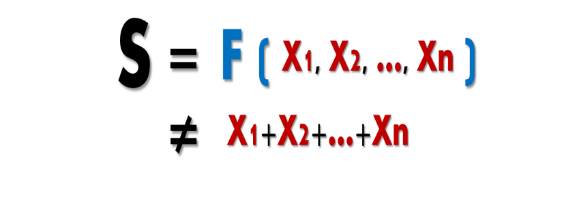 S = F ( X1, X2, ..., Xn )
≠ X1+X2+...+Xn